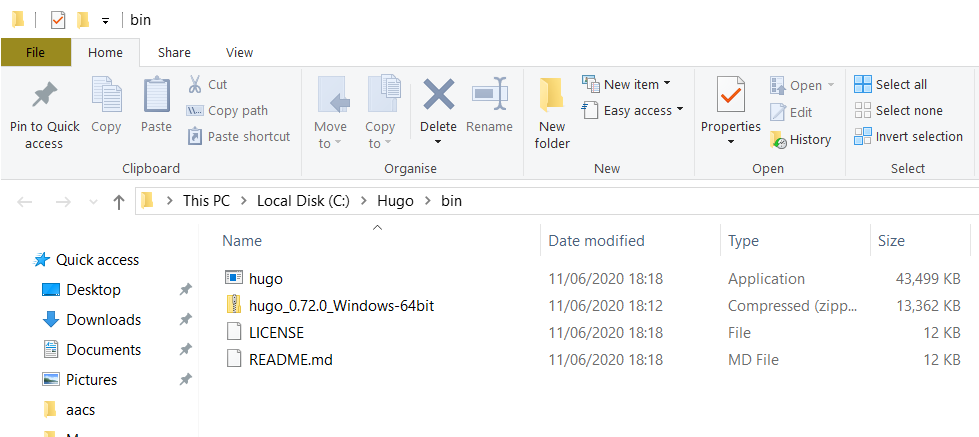 bin
File Home Share View
Pin to Quick access
Copy
Paste
Cut
Copy path
Paste shortcut
Clipboard
Move to
Copy to
Delete
Rename
Organise
New folder
New item
Easy access
New
Properties
Open
Edit
History
Open
Select all
Select none
Invert selection
Select
This PC > Local Disk (C:) > Hugo > bin
Name Date modified Type Size
Quick access
Desktop
Downloads
Documents
Pictures
aacs
hugo 11/06/2020 18:18 Application 43,499 KB
hugo_0.72.0_Windows-64bit 11/06/2020 18:12 Compressed (zipp... 13,362 KB
LICENSE 11/06/2020 18:18 File 12 KB
README.md 11/06/2020 18:18 MD File 12 KB